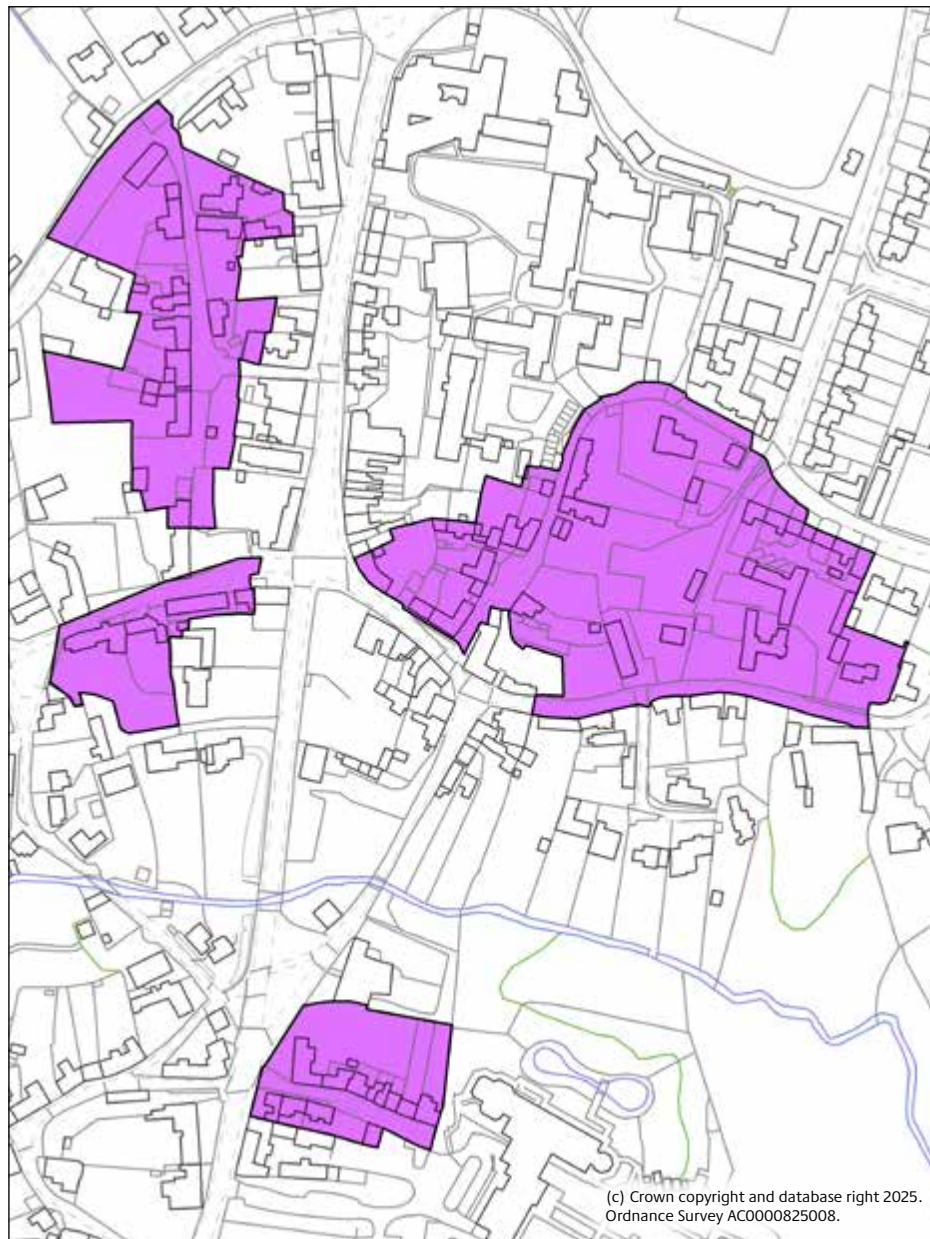 (c) Crown copyright and database right 2025.
Ordnance Survey AC0000825008.